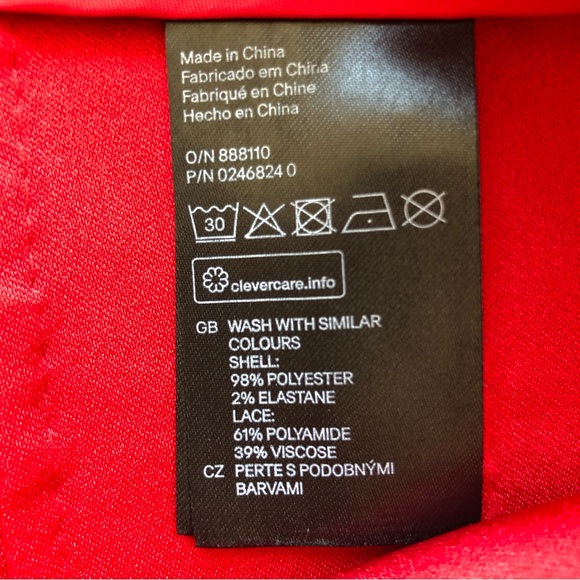 Made in China
Fabricado em China
Fabriqué en Chine
Hecho en China
O/N 888110
P/N 0246824 0
30
clevercare.info
GB WASH WITH SIMILAR
COLOURS
SHELL:
98% POLYESTER
2% ELASTANE
LACE:
61% POLYAMIDE
39% VISCOSE
CZ PERTE S PODOBNÝMI
BARVAMI